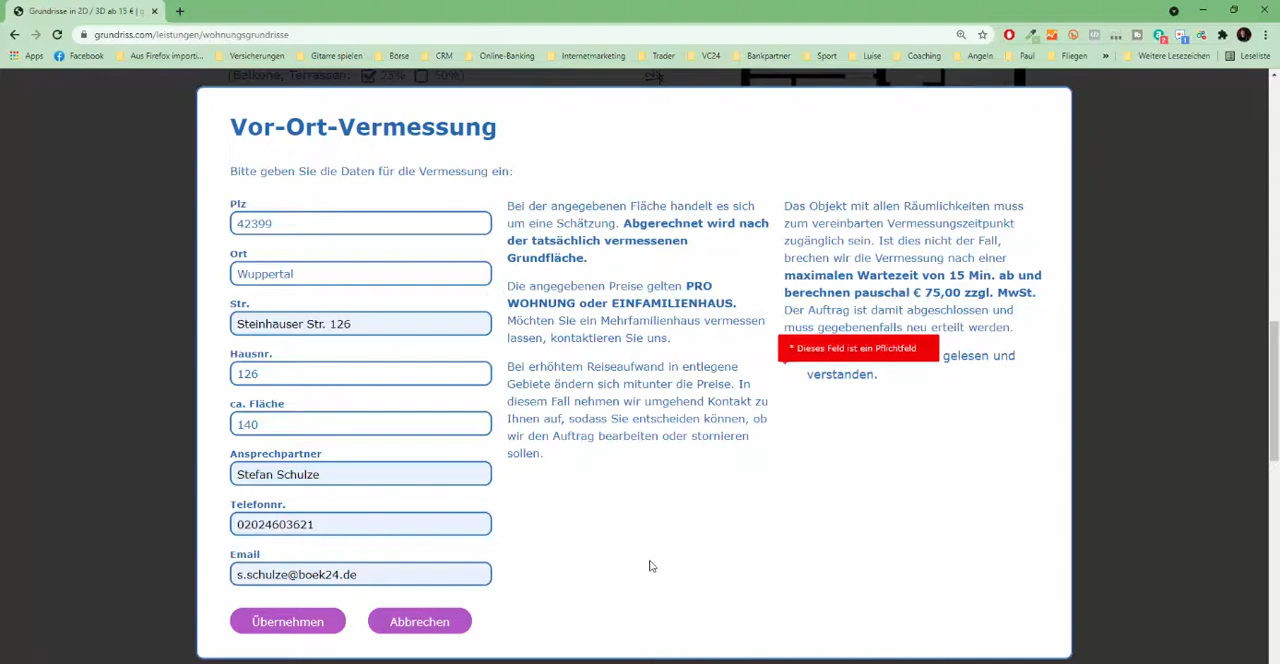 Grundrisse in 2D / 3D ab 15 € | g
grundriss.com/leistungen/wohnungsgrundrisse
Apps Facebook Aus Firefox importi... Versicherungen Gitarre spielen Börse CRM Online-Banking Internetmarketing Trader VC24 Bankpartner Sport Luise Coaching Angeln Paul Fliegen » Weitere Lesezeichen Leseliste
(Balkone, Terrassen: 25% 50%)
Vor-Ort-Vermessung
Bitte geben Sie die Daten für die Vermessung ein:
Plz
42399
Ort
Wuppertal
Str.
Steinhauser Str. 126
Hausnr.
126
ca. Fläche
140
Ansprechpartner
Stefan Schulze
Telefonnr.
02024603621
Email
s.schulze@boek24.de
Übernehmen Abbrechen
Bei der angegebenen Fläche handelt es sich
um eine Schätzung. Abgerechnet wird nach
der tatsächlich vermessenen
Grundfläche.
Die angegebenen Preise gelten PRO
WOHNUNG oder EINFAMILIENHAUS.
Möchten Sie ein Mehrfamilienhaus vermessen
lassen, kontaktieren Sie uns.
Bei erhöhtem Reiseaufwand in entlegene
Gebiete ändern sich mitunter die Preise. In
diesem Fall nehmen wir umgehend Kontakt zu
Ihnen auf, sodass Sie entscheiden können, ob
wir den Auftrag bearbeiten oder stornieren
sollen.
Das Objekt mit allen Räumlichkeiten muss
zum vereinbarten Vermessungszeitpunkt
zugänglich sein. Ist dies nicht der Fall,
brechen wir die Vermessung nach einer
maximalen Wartezeit von 15 Min. ab und
berechnen pauschal € 75,00 zzgl. MwSt.
Der Auftrag ist damit abgeschlossen und
muss gegebenenfalls neu erteilt werden.
* Dieses Feld ist ein Pflichtfeld gelesen und
verstanden.